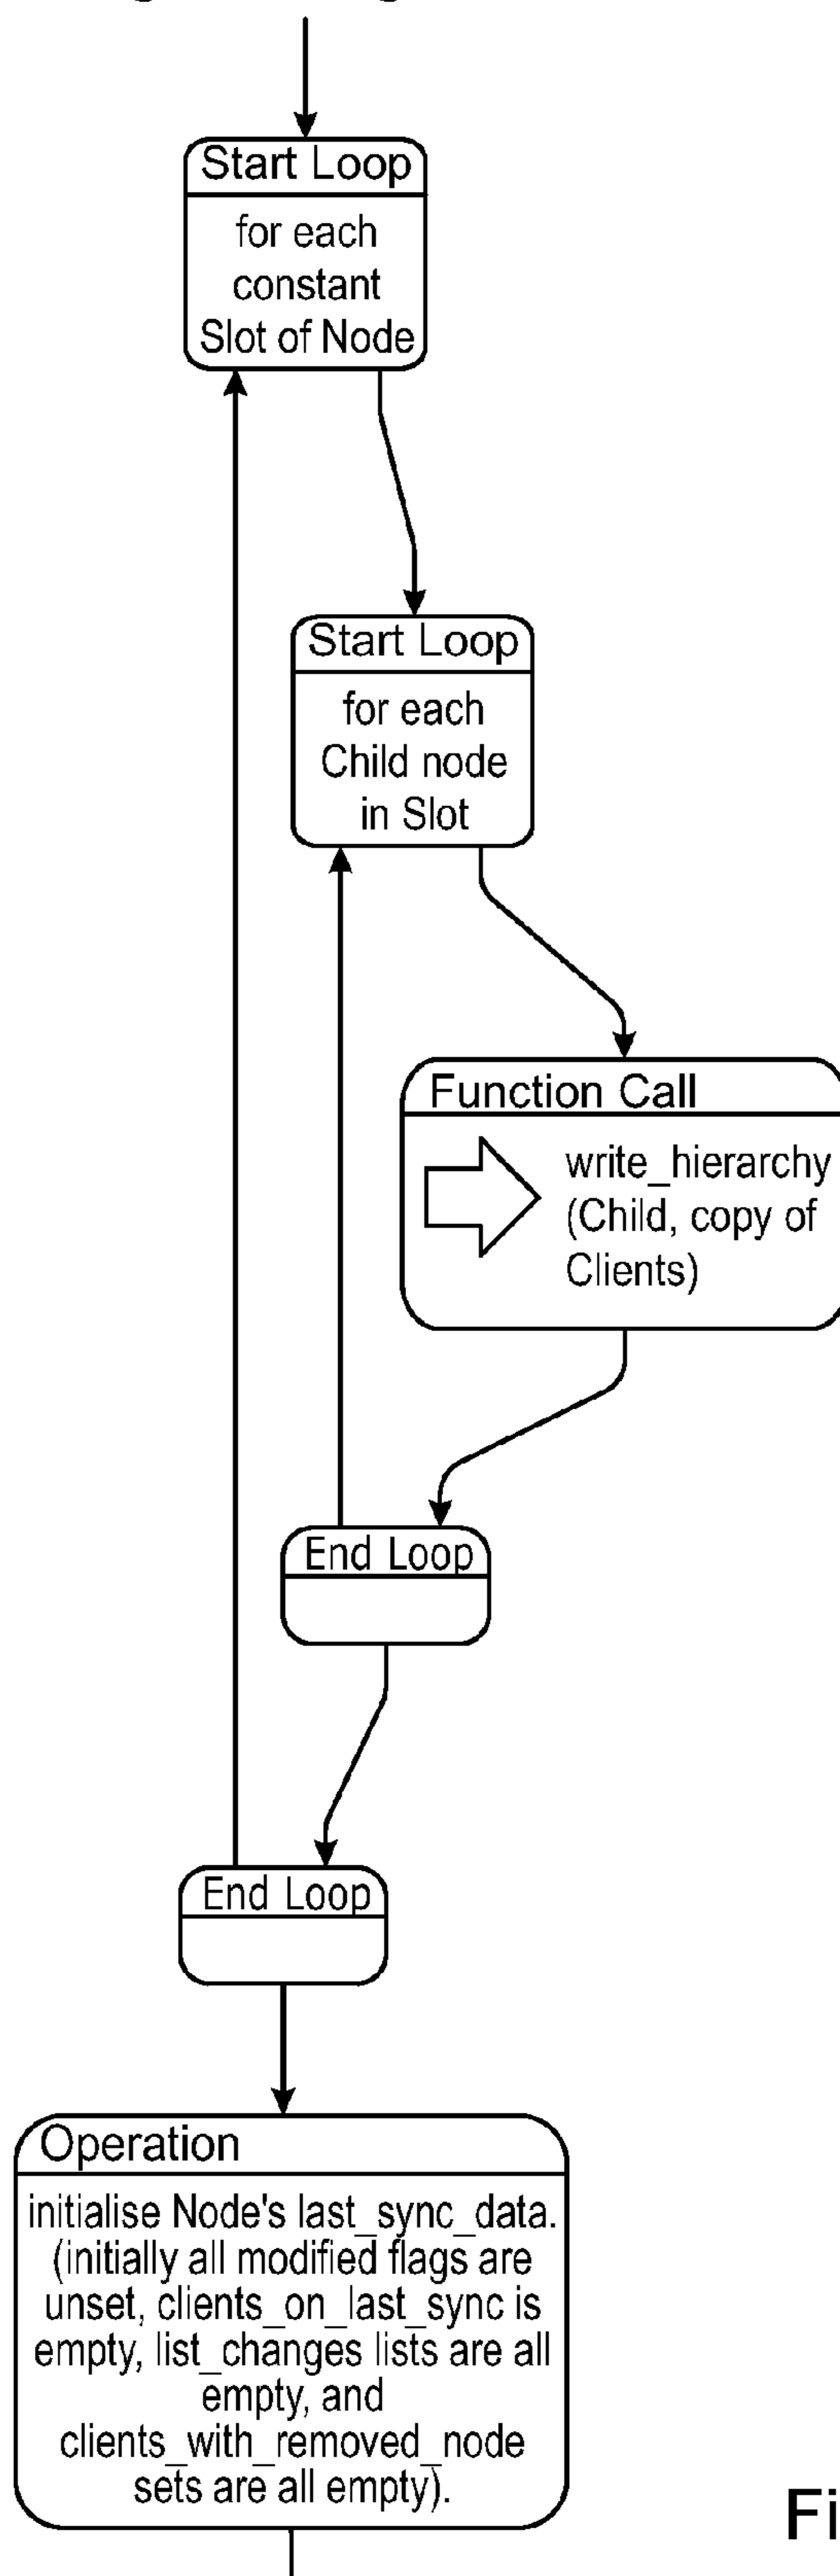 Start Loop
for each
constant
Slot of Node
Start Loop
for each
Child node
in Slot
Function Call
write_hierarchy
(Child, copy of
Clients)
End Loop
End Loop
Operation
initialise Node's last_sync_data.
(initially all modified flags are
unset, clients_on_last_sync is
empty, list_changes lists are all
empty, and
clients_with_removed_node
sets are all empty).